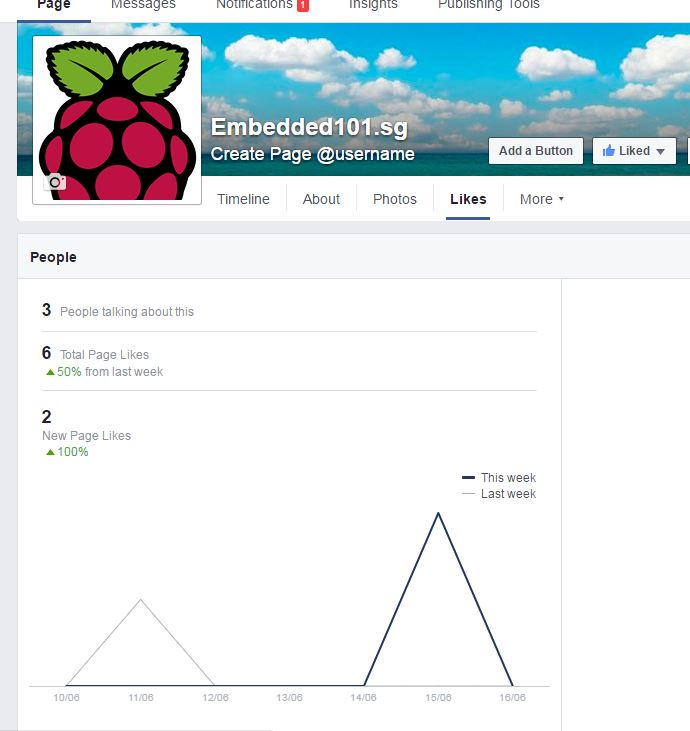 Page Messages Notifications 1 Insights Publishing Tools
Embedded101.sg
Create Page @username
Add a Button Liked
Timeline About Photos Likes More
People
3 People talking about this
6 Total Page Likes
50% from last week
2
New Page Likes
100%
This week
Last week
10/06 11/06 12/06 13/06 14/06 15/06 16/06